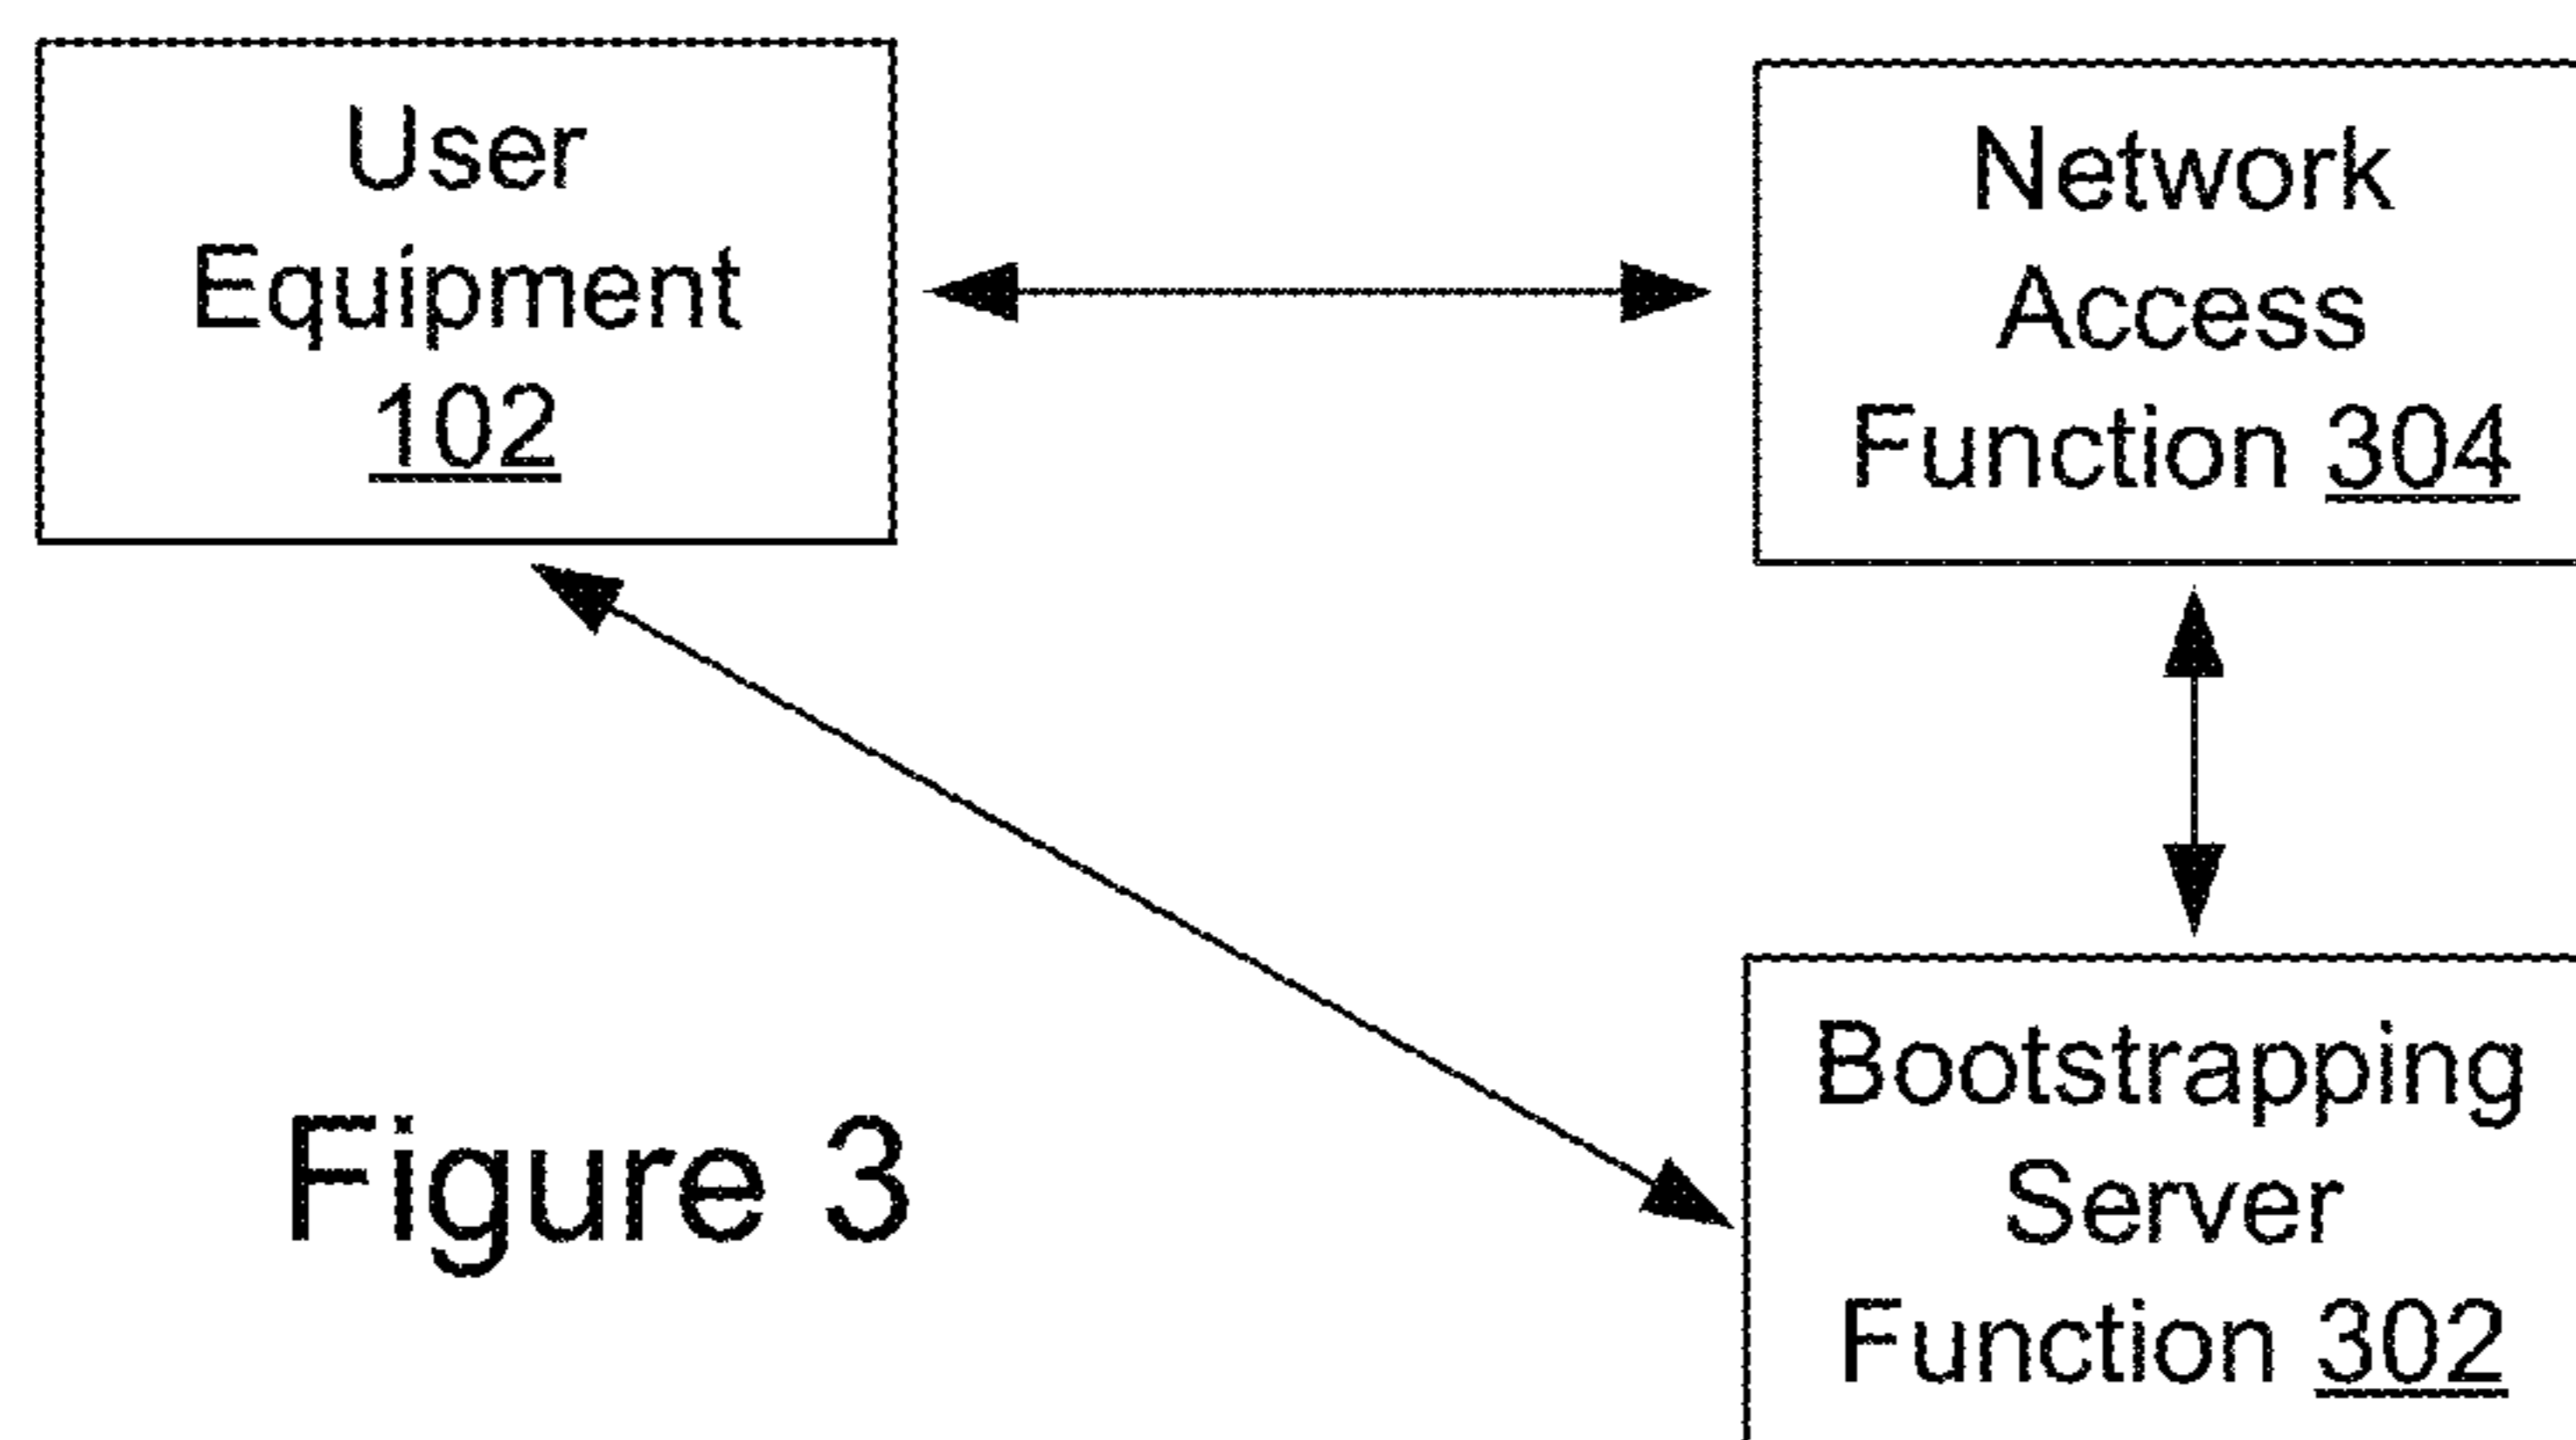 User
Equipment
102
Network
Access
Function 304
Bootstrapping
Server
Function 302
Figure 3